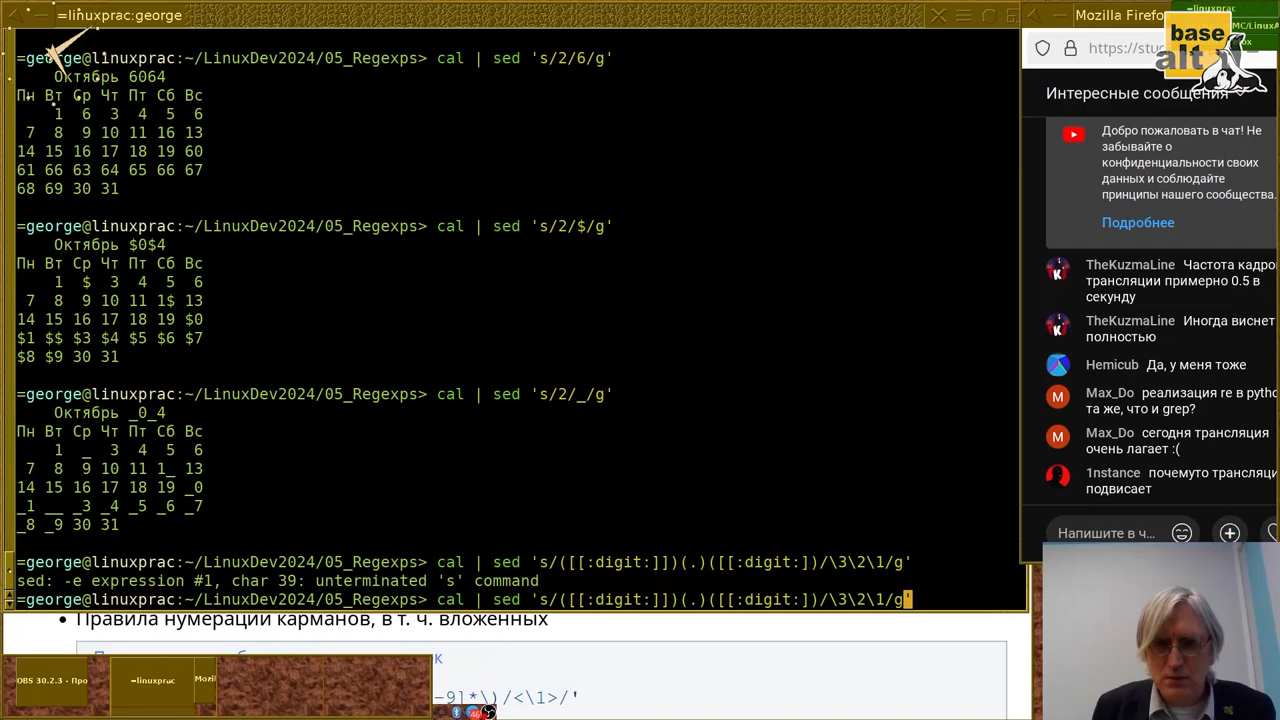 =linuxprac:george
=george@linuxprac:~/LinuxDev2024/05_Regexps> cal | sed 's/2/6/g'
Октябрь 6064
Пн Вт Ср Чт Пт Сб Вс
1 6 3 4 5 6
7 8 9 10 11 16 13
14 15 16 17 18 19 60
61 66 63 64 65 66 67
68 69 30 31
=george@linuxprac:~/LinuxDev2024/05_Regexps> cal | sed 's/2/$/g'
Октябрь $0$4
Пн Вт Ср Чт Пт Сб Вс
1 $ 3 4 5 6
7 8 9 10 11 1$ 13
14 15 16 17 18 19 $0
$1 $$ $3 $4 $5 $6 $7
$8 $9 30 31
=george@linuxprac:~/LinuxDev2024/05_Regexps> cal | sed 's/2/_/g'
Октябрь _0_4
Пн Вт Ср Чт Пт Сб Вс
1 _ 3 4 5 6
7 8 9 10 11 1_ 13
14 15 16 17 18 19 _0
_1 __ _3 _4 _5 _6 _7
_8 _9 30 31
=george@linuxprac:~/LinuxDev2024/05_Regexps> cal | sed 's/([[:digit:]])(.)([[:digit:])/\3\2\1/g'
sed: -e expression #1, char 39: unterminated 's' command
=george@linuxprac:~/LinuxDev2024/05_Regexps> cal | sed 's/([[:digit:]])(.)([[:digit:])/\3\2\1/g'
• Правила нумерации карманов, в т. ч. вложенных
-9]*\)/<\1>/'
OBS 30.2.3 - Про
=linuxprac
Mozi
46
Mozilla Firefo
=linuxprac
MC/LinuxA
base
alt
https://stu
Интересные сообщения
Добро пожаловать в чат! Не
забывайте о
конфиденциальности своих
данных и соблюдайте
принципы нашего сообщества.
Подробнее
TheKuzmaLine Частота кадро
трансляции примерно 0.5 в
секунду
TheKuzmaLine Иногда виснет
полностью
Hemicub Да, у меня тоже
Max_Do реализация re в pytho
та же, что и grep?
Max_Do сегодня трансляция
очень лагает :(
1nstance почемуто трансляци
подвисает
Напишите в ч...